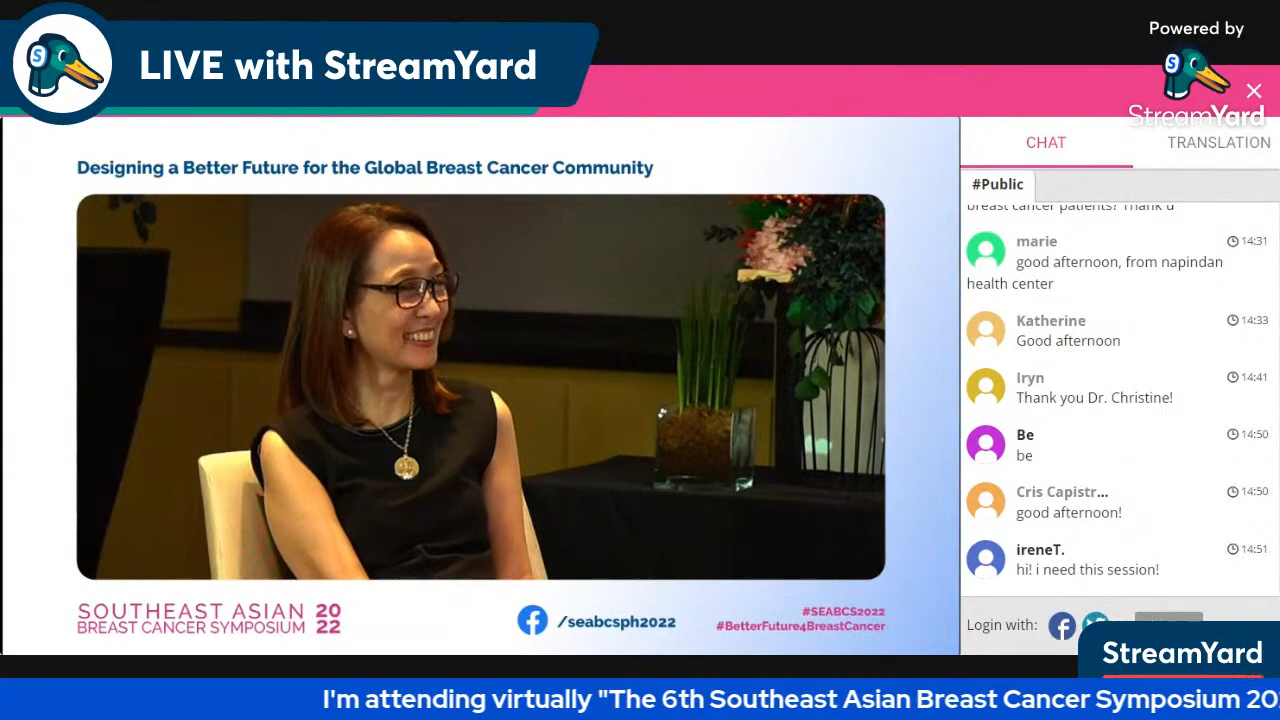 LIVE with StreamYard
Powered by
StreamYard
Designing a Better Future for the Global Breast Cancer Community
SOUTHEAST ASIAN 20
BREAST CANCER SYMPOSIUM 22
/seabcsph2022
#SEABCS2022
#BetterFuture4BreastCancer
CHAT TRANSLATION
#Public
breast cancer patients? Thank u
marie 14:31
good afternoon, from napindan
health center
Katherine 14:33
Good afternoon
Iryn 14:41
Thank you Dr. Christine!
Be 14:50
be
Cris Capistr... 14:50
good afternoon!
ireneT. 14:51
hi! i need this session!
Login with:
StreamYard
I'm attending virtually "The 6th Southeast Asian Breast Cancer Symposium 20